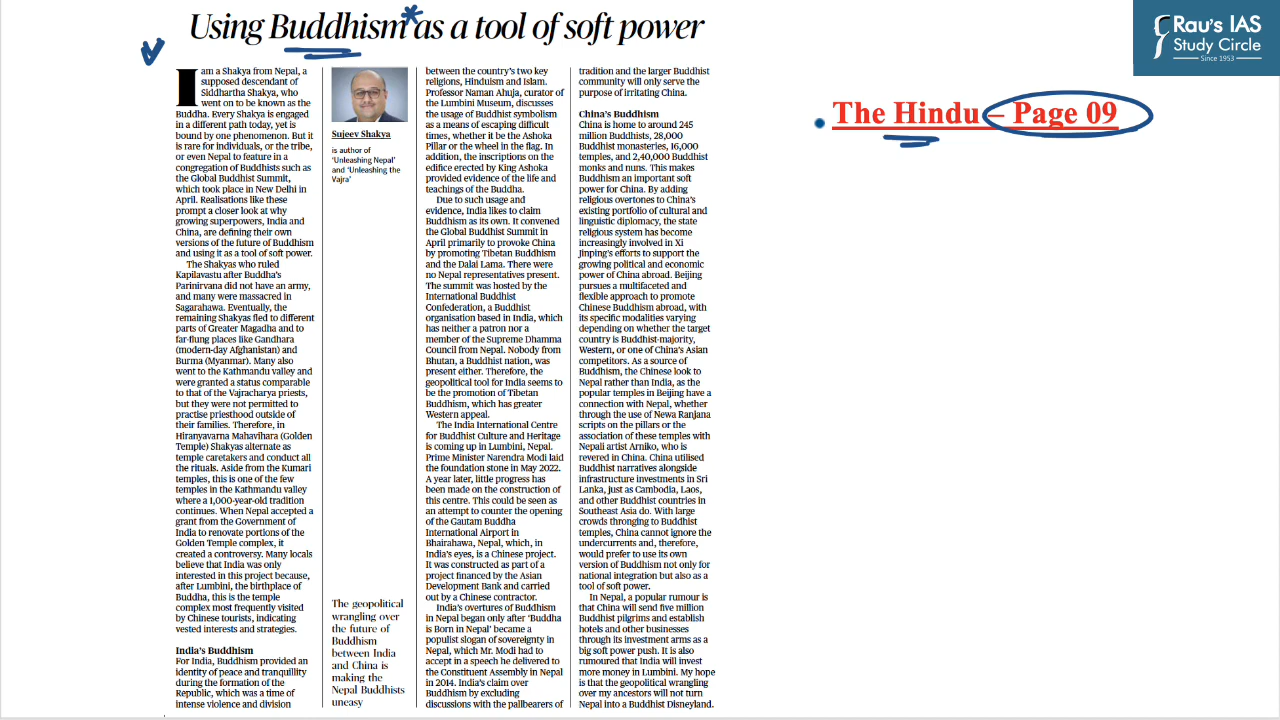 Using Buddhism as a tool of soft power
I am a Shakya from Nepal, a
supposed descendant of
Siddhartha Shakya, who
went on to be known as the
Buddha. Every Shakya is engaged
in a different path today, yet is
bound by one phenomenon. But it
is rare for individuals, or the tribe,
or even Nepal to feature in a
congregation of Buddhists such as
the Global Buddhist Summit,
which took place in New Delhi in
April. Realisations like these
prompt a closer look at why
growing superpowers, India and
China, are defining their own
versions of the future of Buddhism
and using it as a tool of soft power.
The Shakyas who ruled
Kapilavastu after Buddha's
Parinirvana did not have an army,
and many were massacred in
Sagarahawa. Eventually, the
remaining Shakyas fled to different
parts of Greater Magadha and to
far-flung places like Gandhara
(modern-day Afghanistan) and
Burma (Myanmar). Many also
went to the Kathmandu valley and
were granted a status comparable
to that of the Vajracharya priests,
but they were not permitted to
practise priesthood outside of
their families. Therefore, in
Hiranyavarna Mahavihara (Golden
Temple) Shakyas alternate as
temple caretakers and conduct all
the rituals. Aside from the Kumari
temples, this is one of the few
temples in the Kathmandu valley
where a 1,000-year-old tradition
continues. When Nepal accepted a
grant from the Government of
India to renovate portions of the
Golden Temple complex, it
created a controversy. Many locals
believe that India was only
interested in this project because,
after Lumbini, the birthplace of
Buddha, this is the temple
complex most frequently visited
by Chinese tourists, indicating
vested interests and strategies.
India's Buddhism
For India, Buddhism provided an
identity of peace and tranquillity
during the formation of the
Republic, which was a time of
intense violence and division
Sujeev Shakya
is author of
'Unleashing Nepal'
and 'Unleashing the
Vajra'
The geopolitical
wrangling over
the future of
Buddhism
between India
and China is
making the
Nepal Buddhists
uneasy
between the country's two key
religions, Hinduism and Islam.
Professor Naman Ahuja, curator of
the Lumbini Museum, discusses
the usage of Buddhist symbolism
as a means of escaping difficult
times, whether it be the Ashoka
Pillar or the wheel in the flag. In
addition, the inscriptions on the
edifice erected by King Ashoka
provided evidence of the life and
teachings of the Buddha.
Due to such usage and
evidence, India likes to claim
Buddhism as its own. It convened
the Global Buddhist Summit in
April primarily to provoke China
by promoting Tibetan Buddhism
and the Dalai Lama. There were
no Nepal representatives present.
The summit was hosted by the
International Buddhist
Confederation, a Buddhist
organisation based in India, which
has neither a patron nor a
member of the Supreme Dhamma
Council from Nepal. Nobody from
Bhutan, a Buddhist nation, was
present either. Therefore, the
geopolitical tool for India seems to
be the promotion of Tibetan
Buddhism, which has greater
Western appeal.
The India International Centre
for Buddhist Culture and Heritage
is coming up in Lumbini, Nepal.
Prime Minister Narendra Modi laid
the foundation stone in May 2022.
A year later, little progress has
been made on the construction of
this centre. This could be seen as
an attempt to counter the opening
of the Gautam Buddha
International Airport in
Bhairahawa, Nepal, which, in
India's eyes, is a Chinese project.
It was constructed as part of a
project financed by the Asian
Development Bank and carried
out by a Chinese contractor.
India's overtures of Buddhism
in Nepal began only after 'Buddha
is Born in Nepal' became a
populist slogan of sovereignty in
Nepal, which Mr. Modi had to
accept in a speech he delivered to
the Constituent Assembly in Nepal
in 2014. India's claim over
Buddhism by excluding
discussions with the pallbearers of
tradition and the larger Buddhist
community will only serve the
purpose of irritating China.
China's Buddhism
China is home to around 245
million Buddhists, 28,000
Buddhist monasteries, 16,000
temples, and 2,40,000 Buddhist
monks and nuns. This makes
Buddhism an important soft
power for China. By adding
religious overtones to China's
existing portfolio of cultural and
linguistic diplomacy, the state
religious system has become
increasingly involved in Xi
Jinping's efforts to support the
growing political and economic
power of China abroad. Beijing
pursues a multifaceted and
flexible approach to promote
Chinese Buddhism abroad, with
its specific modalities varying
depending on whether the target
country is Buddhist-majority,
Western, or one of China's Asian
competitors. As a source of
Buddhism, the Chinese look to
Nepal rather than India, as the
popular temples in Beijing have a
connection with Nepal, whether
through the use of Newa Ranjana
scripts on the pillars or the
association of these temples with
Nepali artist Arniko, who is
revered in China. China utilised
Buddhist narratives alongside
infrastructure investments in Sri
Lanka, just as Cambodia, Laos,
and other Buddhist countries in
Southeast Asia do. With large
crowds thronging to Buddhist
temples, China cannot ignore the
undercurrents and, therefore,
would prefer to use its own
version of Buddhism not only for
national integration but also as a
tool of soft power.
In Nepal, a popular rumour is
that China will send five million
Buddhist pilgrims and establish
hotels and other businesses
through its investment arms as a
big soft power push. It is also
rumoured that India will invest
more money in Lumbini. My hope
is that the geopolitical wrangling
over my ancestors will not turn
Nepal into a Buddhist Disneyland.
Rau's IAS
Study Circle
Since 1953
• The Hindu – Page 09